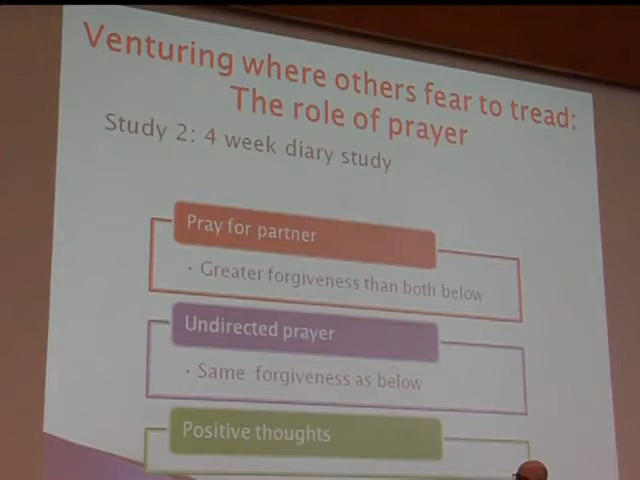 Venturing where others fear to tread:
The role of prayer
Study 2: 4 week diary study
Pray for partner
· Greater forgiveness than both below
Undirected prayer
· Same forgiveness as below
Positive thoughts